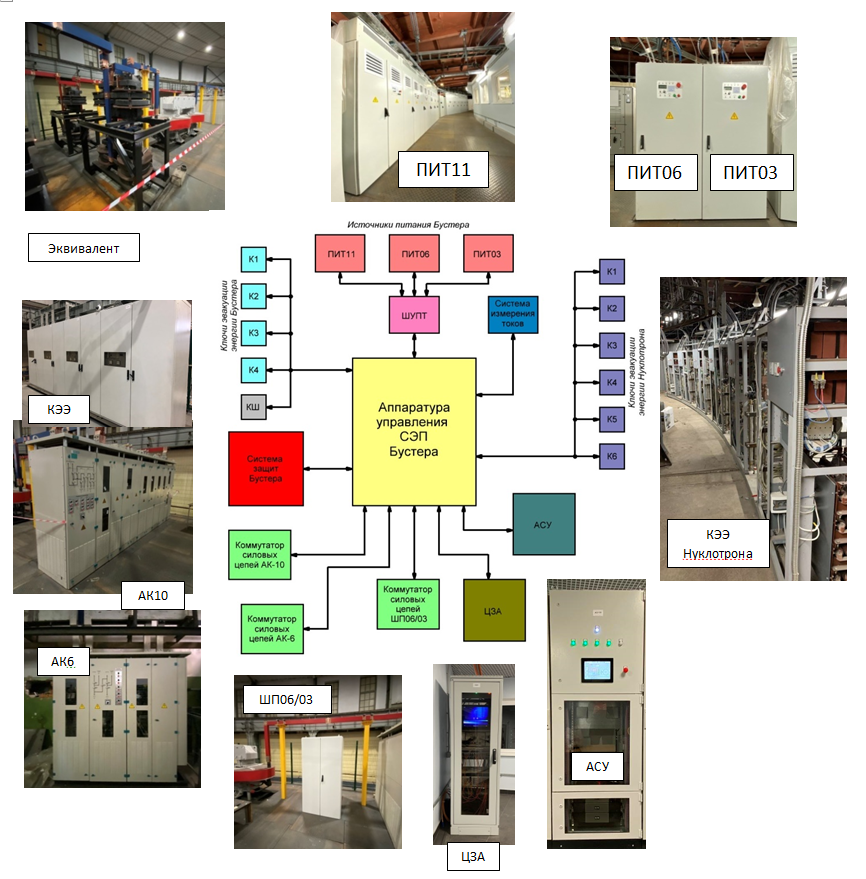 ПИТ11
ПИТ06
ПИТ03
Эквивалент
Источники питания Бустера
ПИТ11
ПИТ06
ПИТ03
ШУПТ
Система
измерения
токов
Ключи эвакуации
энергии Бустера
К1
К2
К3
К4
КШ
К1
К2
К3
К4
К5
К6
Ключи эвакуации
энергии Нуклотрона
КЭЭ
Аппаратура
управления
СЭП
Бустера
Система
защит
Бустера
АСУ
КЭЭ
Нуклотрона
Коммутатор
силовых
цепей АК-10
АК10
Коммутатор
силовых
цепей АК-6
Коммутатор
силовых
цепей
ШП06/03
ЦЗА
АК6
ШП06/03
АСУ
ЦЗА